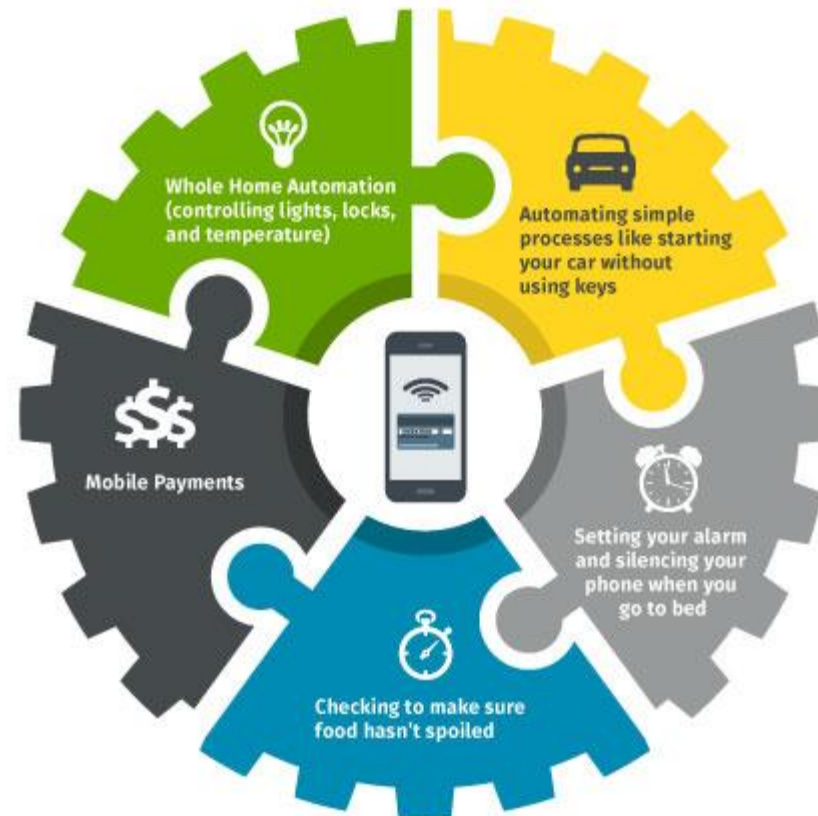 Whole Home Automation
(controlling lights, locks,
and temperature)
Automating simple
processes like starting
your car without
using keys
$$$
Mobile Payments
Setting your alarm
and silencing your
phone when you
go to bed
Checking to make sure
food hasn't spoiled